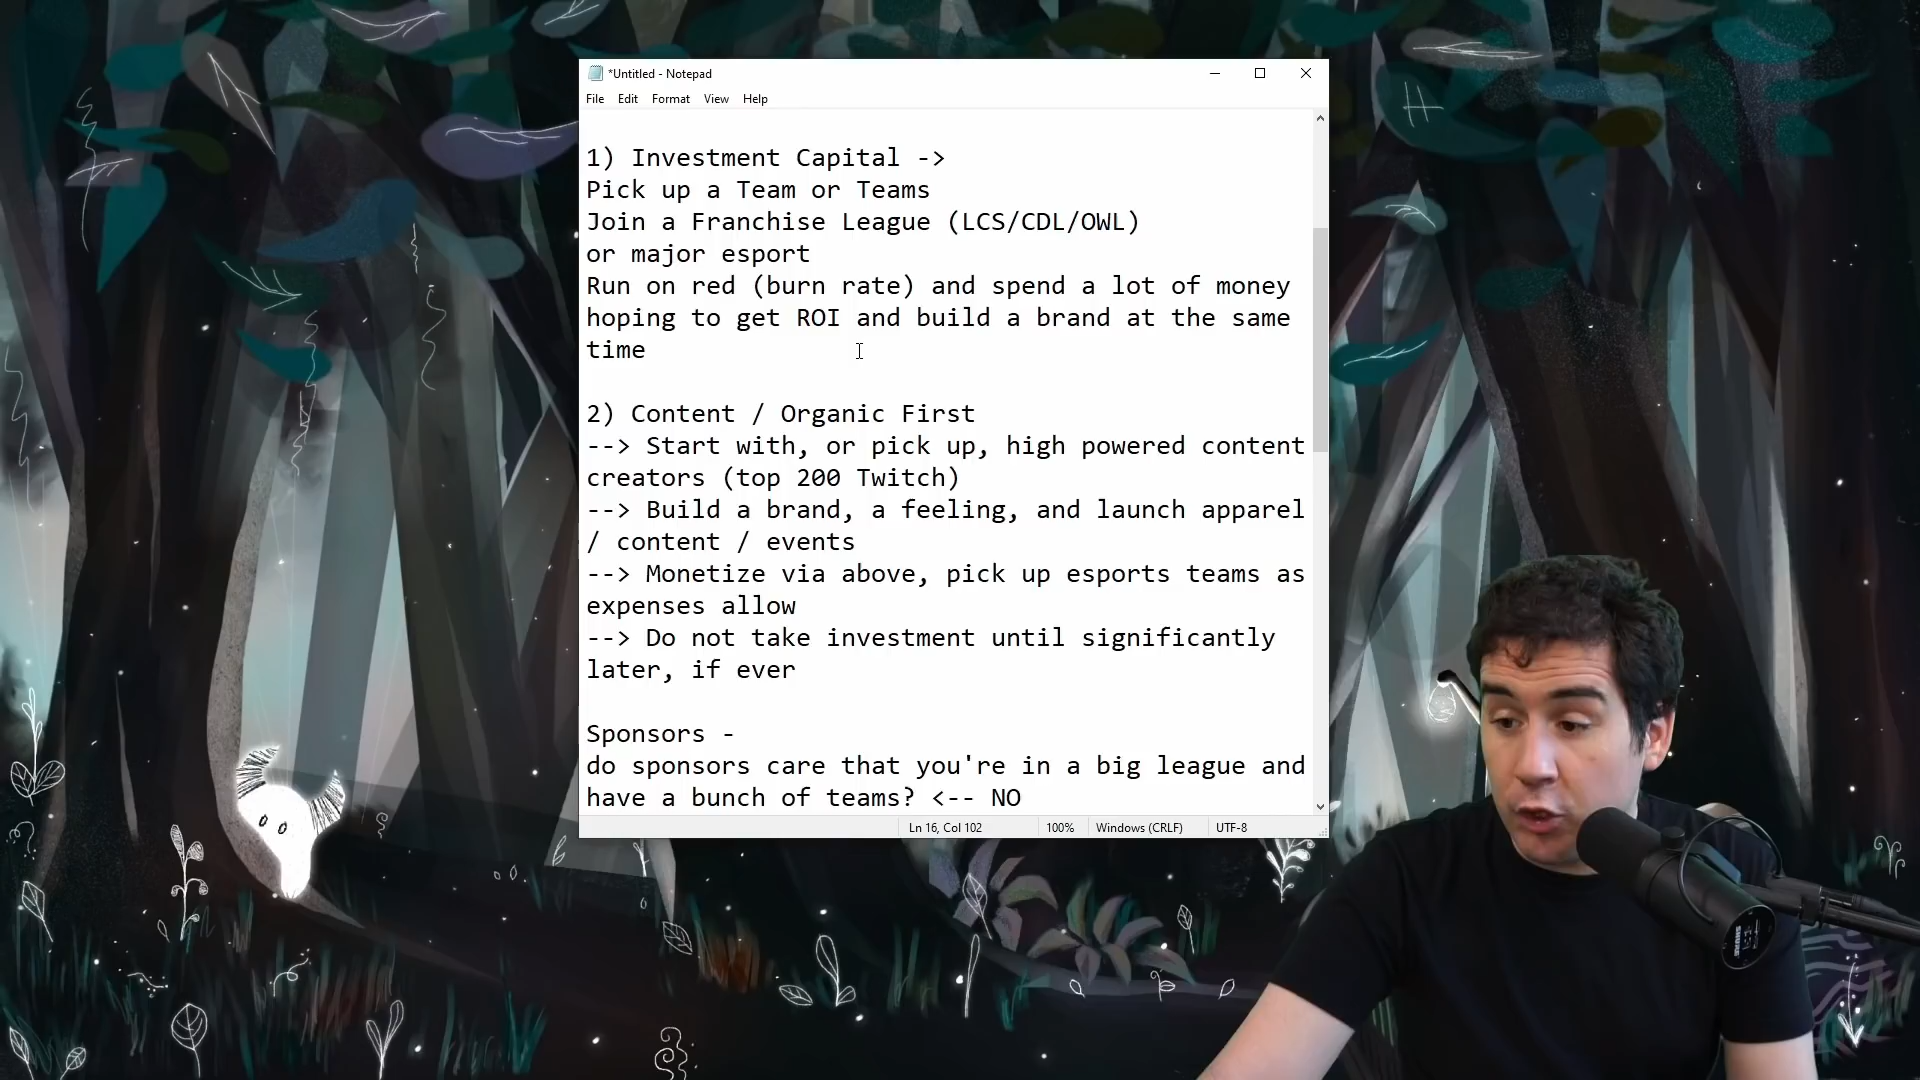 *Untitled - Notepad
File Edit Format View Help
1) Investment Capital ->
Pick up a Team or Teams
Join a Franchise League (LCS/CDL/OWL)
or major esport
Run on red (burn rate) and spend a lot of money
hoping to get ROI and build a brand at the same
time
2) Content / Organic First
--> Start with, or pick up, high powered content
creators (top 200 Twitch)
--> Build a brand, a feeling, and launch apparel
/ content / events
--> Monetize via above, pick up esports teams as
expenses allow
--> Do not take investment until significantly
later, if ever
Sponsors -
do sponsors care that you're in a big league and
have a bunch of teams? <-- NO
Ln 16, Col 102 100% Windows (CRLF) UTF-8
SHURE